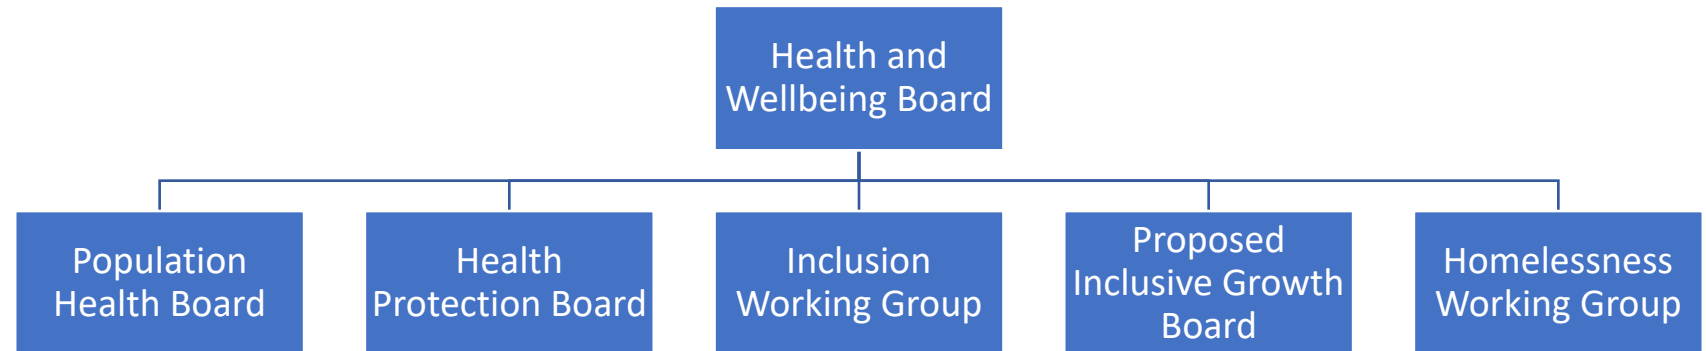 Health and
Wellbeing Board
Population
Health Board
Health
Protection Board
Inclusion
Working Group
Proposed
Inclusive Growth
Board
Homelessness
Working Group